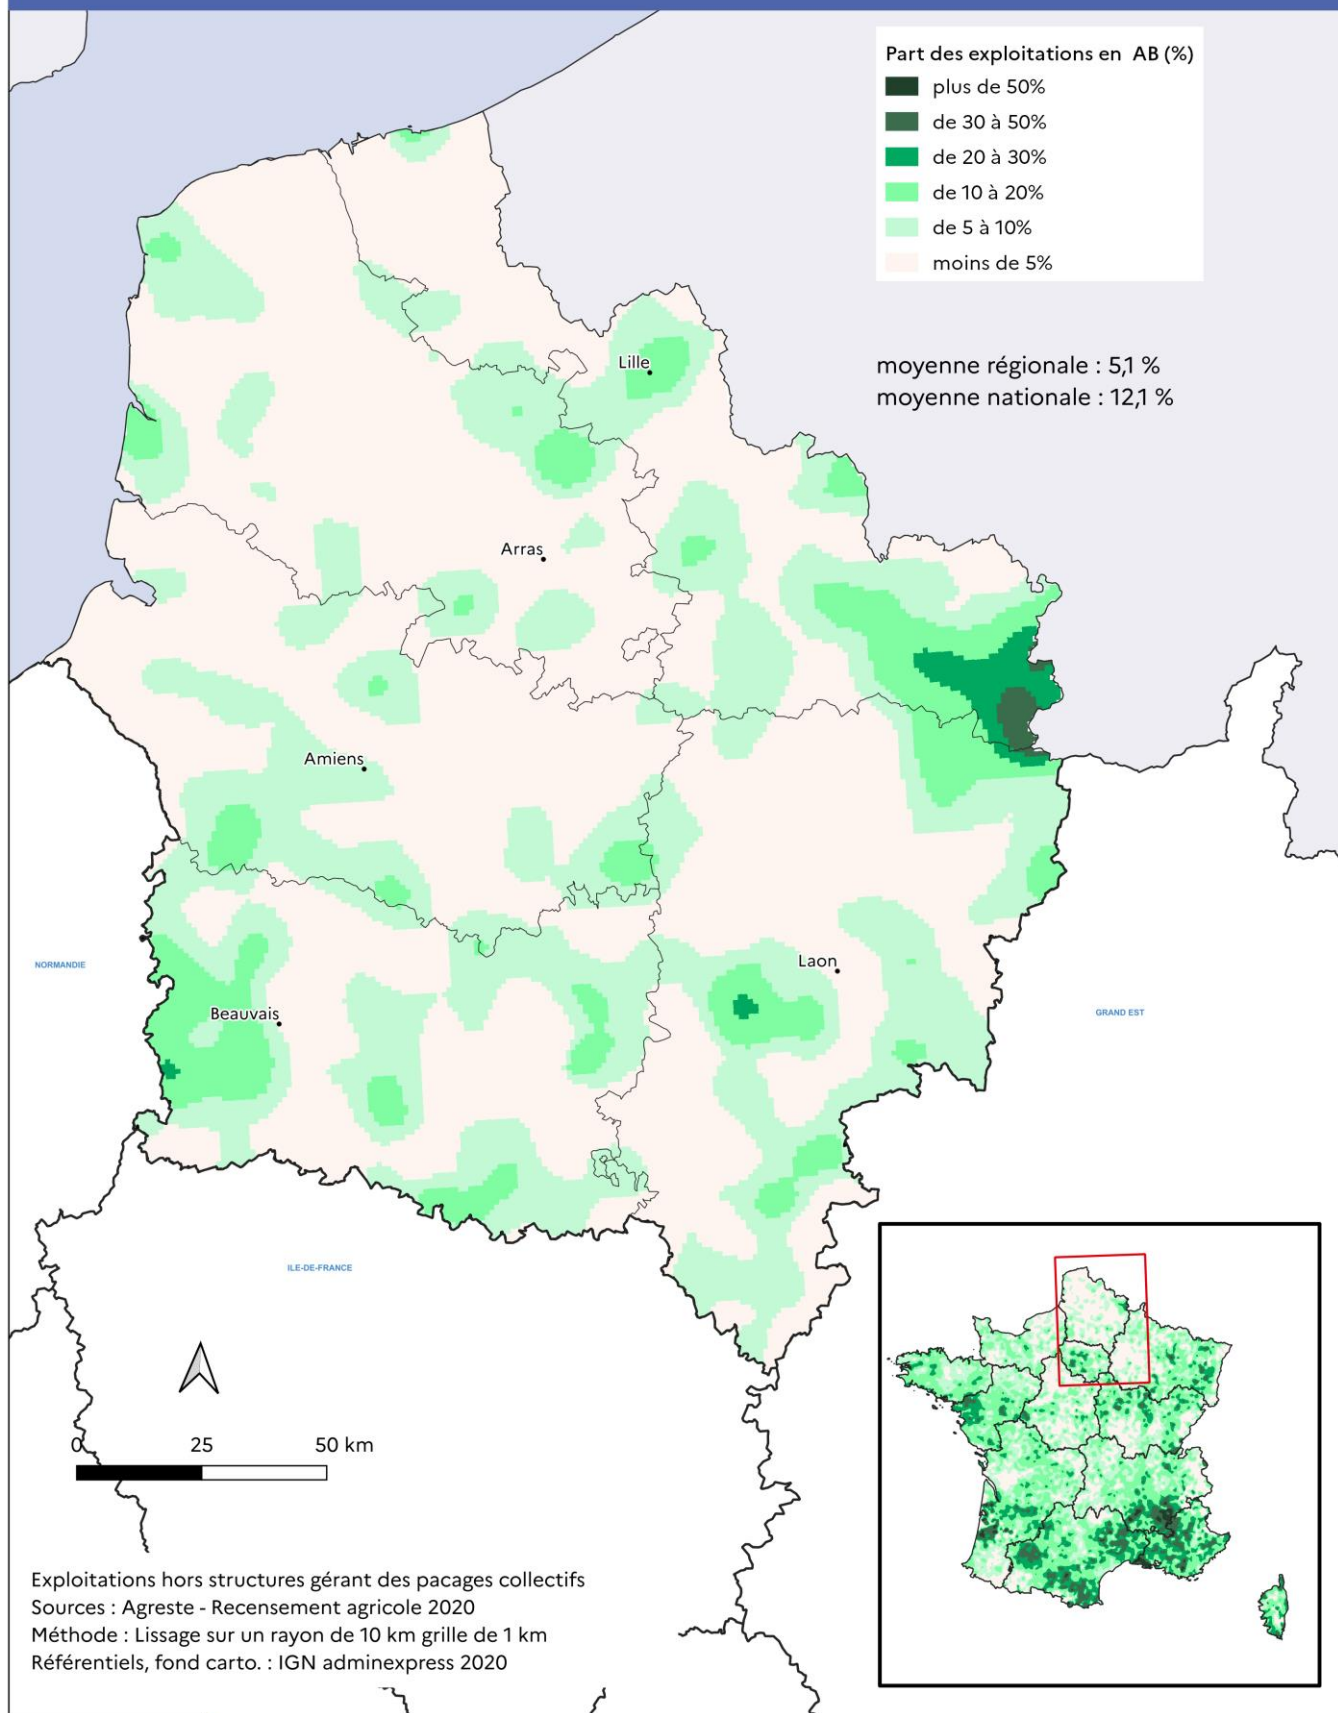 Part des exploitations en AB (%)
plus de 50%
de 30 à 50%
de 20 à 30%
de 10 à 20%
de 5 à 10%
moins de 5%
moyenne régionale : 5,1 %
moyenne nationale : 12,1 %
Lille
Arras
Amiens
Laon
NORMANDIE
Beauvais
GRAND EST
ILE-DE-FRANCE
0 25 50 km
Exploitations hors structures gérant des pacages collectifs
Sources : Agreste - Recensement agricole 2020
Méthode : Lissage sur un rayon de 10 km grille de 1 km
Référentiels, fond carto. : IGN adminexpress 2020